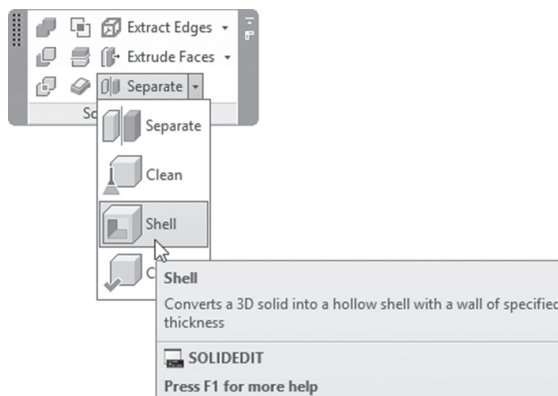 Extract Edges
Extrude Faces
Separate
Separate
Clean
Shell
Shell
Converts a 3D solid into a hollow shell with a wall of specified
thickness
SOLIDEDIT
Press F1 for more help